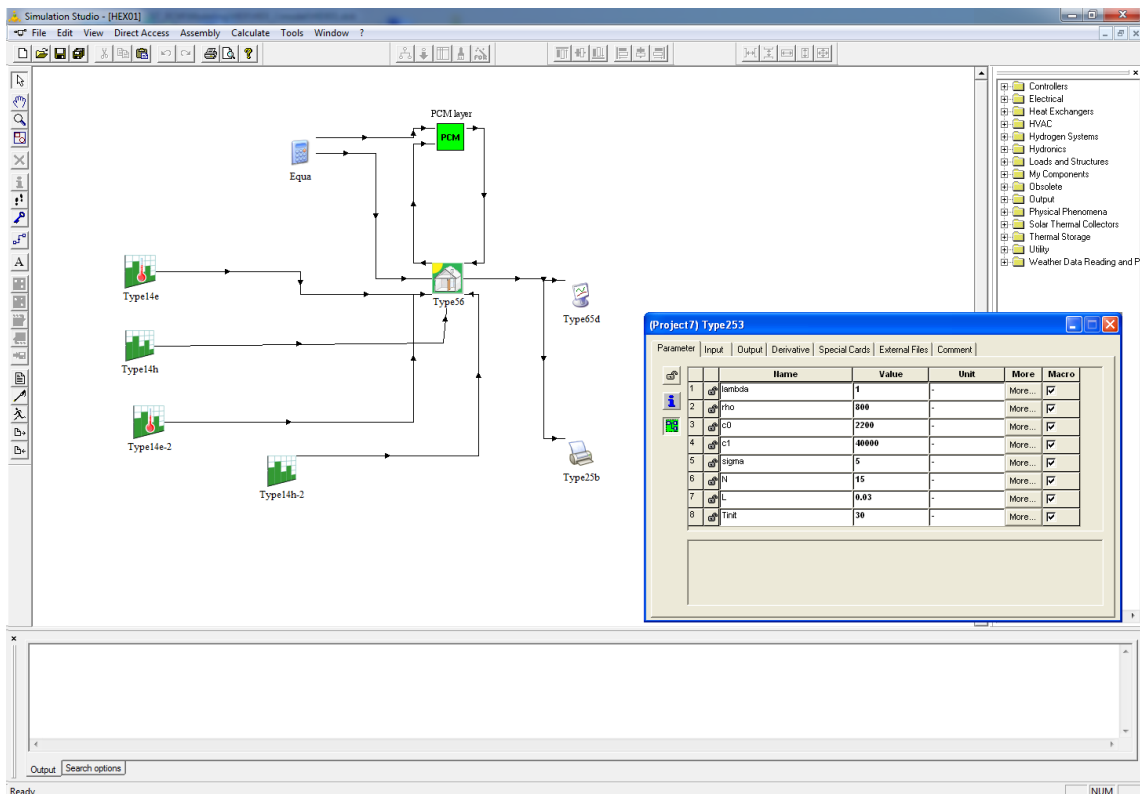 Simulation Studio - [HEX01]
File Edit View Direct Access Assembly Calculate Tools Window ?
Controllers
Electrical
Heat Exchangers
HVAC
Hydrogen Systems
Hydronics
Loads and Structures
My Components
Obsolete
Output
Physical Phenomena
Solar Thermal Collectors
Thermal Storage
Utility
Weather Data Reading and P
PCM layer
PCM
Equa
Type14e
Type56
Type65d
Type14h
Type14e-2
Type25b
Type14h-2
(Project7) Type253
Parameter Input Output Derivative Special Cards External Files Comment
Name Value Unit More Macro
1 lambda 1 - More...
2 rho 800 - More...
3 c0 2200 - More...
4 c1 40000 - More...
5 sigma 5 - More...
6 N 15 - More...
7 L 0.03 - More...
8 Tinit 30 - More...
Output Search options
Ready NUM